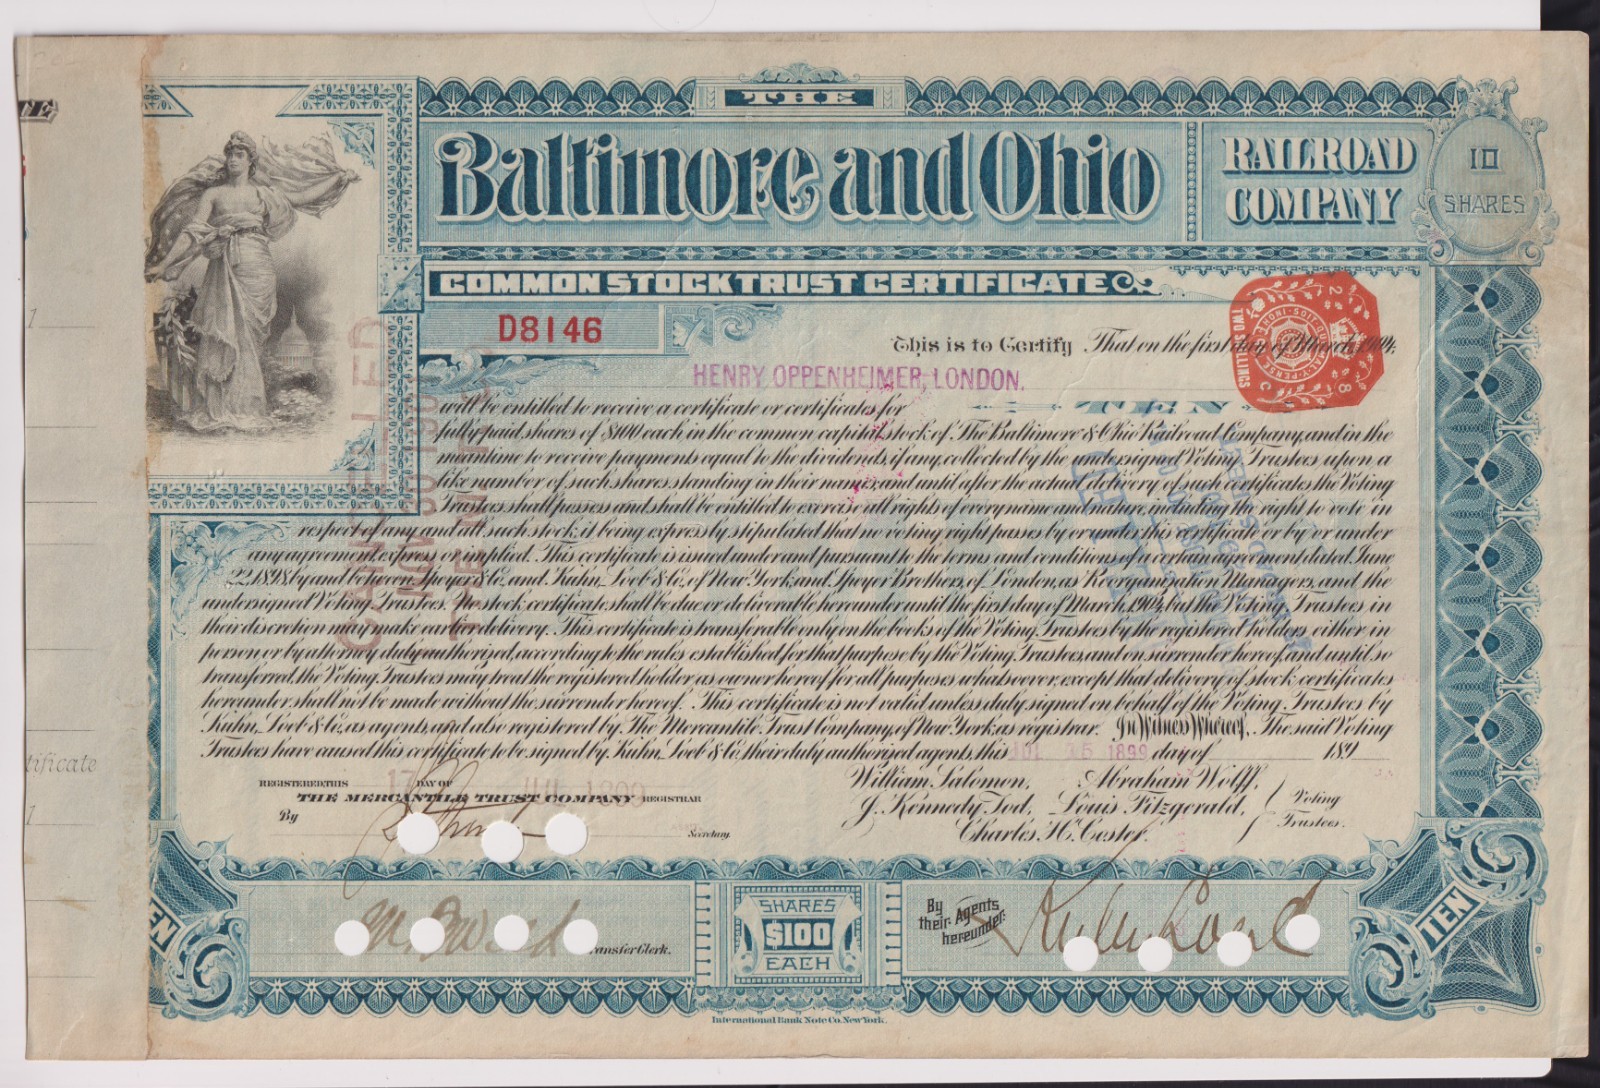 THE
Baltimore and Ohio
RAILROAD
COMPANY
10
SHARES
COMMON STOCK TRUST CERTIFICATE
D8146
This is to Certify That on the first day of March, 1904,
HENRY OPPENHEIMER, LONDON.
TWO SHILLINGS
HONI·SOIT·QUI·MAL·Y·PENSE
will be entitled to receive a certificate or certificates for TEN
fully paid shares of $100 each in the common capital stock of The Baltimore & Ohio Railroad Company, and in the
meantime to receive payments equal to the dividends, if any, collected by the undersigned Voting Trustees upon a
like number of such shares standing in their names, and until after the actual delivery of such certificates the Voting
Trustees shall possess and shall be entitled to exercise all rights of every name and nature, including the right to vote in
respect of any and all such stock, it being expressly stipulated that no voting right passes by or under this certificate or by or under
any agreement, express or implied. This certificate is issued under and pursuant to the terms and conditions of a certain agreement, dated June
22, 1898, by and between Speyer & Co. and Kuhn, Loeb & Co., of New York, and Speyer Brothers, of London, as Reorganization Managers, and the
undersigned Voting Trustees. No stock certificate shall be due or deliverable hereunder until the first day of March, 1904, but the Voting Trustees in
their discretion may make earlier delivery. This certificate is transferable only on the books of the Voting Trustees by the registered holders, either in
person or by attorney duly authorized, according to the rules established for that purpose by the Voting Trustees, and on surrender hereof, and until so
transferred, the Voting Trustees may treat the registered holder as owner hereof for all purposes whatsoever, except that delivery of stock certificates
hereunder shall not be made without the surrender hereof. This certificate is not valid unless duly signed on behalf of the Voting Trustees by
Kuhn, Loeb & Co., as agents, and also registered by The Mercantile Trust Company, of New York, as registrar. In Witness Whereof, The said Voting
Trustees have caused this certificate to be signed by Kuhn, Loeb & Co., their duly authorized agents, this JUL 15 1899 day of 189
REGISTERED THIS 17 DAY OF JUL 1899
THE MERCANTILE TRUST COMPANY REGISTRAR
By
Secretary.
William Salomon, Abraham Wolff,
J. Kennedy Tod, Louis Fitzgerald,
Charles H. Coster.
Voting
Trustees.
CANCELLED
tificate
TEN
Transfer Clerk.
SHARES
$100
EACH
By
their Agents
hereunder:
Kuhn Loeb & Co
TEN
International Bank Note Co. New York.